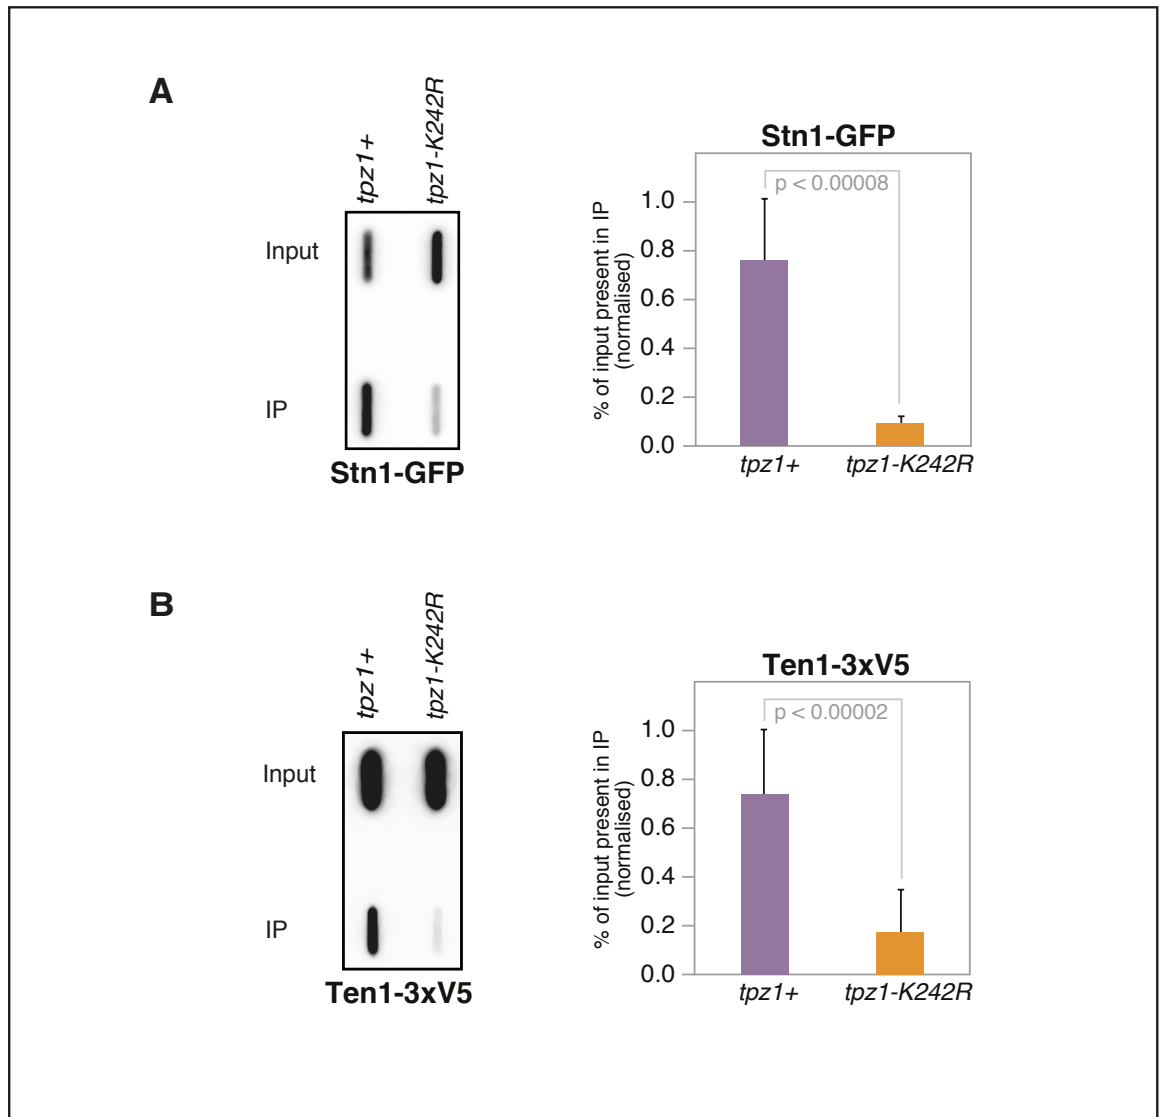 A
tpz1+
tpz1-K242R
Input
IP
Stn1-GFP
Stn1-GFP
p < 0.00008
% of input present in IP
(normalised)
1.0
0.8
0.6
0.4
0.2
0.0
tpz1+
tpz1-K242R
B
tpz1+
tpz1-K242R
Input
IP
Ten1-3xV5
Ten1-3xV5
p < 0.00002
% of input present in IP
(normalised)
1.0
0.8
0.6
0.4
0.2
0.0
tpz1+
tpz1-K242R